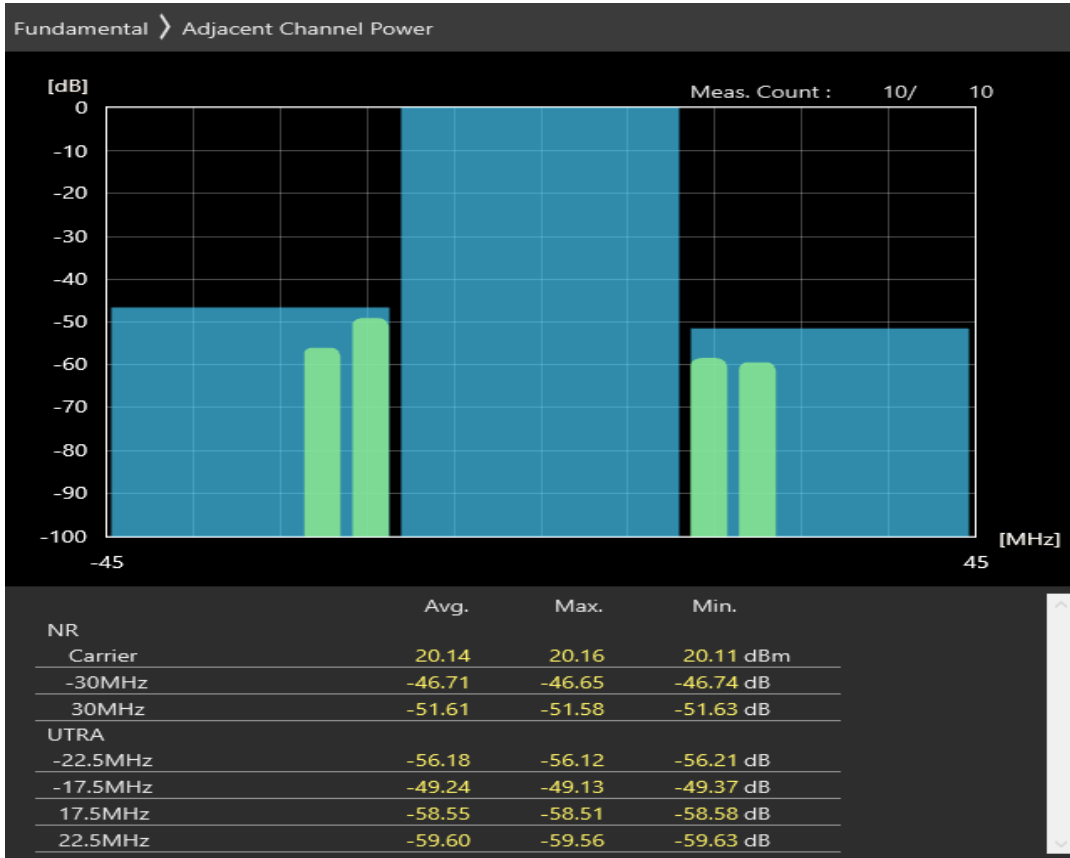 Fundamental 〉 Adjacent Channel Power
[dB]
Meas. Count : 10/ 10
0
-10
-20
-30
-40
-50
-60
-70
-80
-90
-100
[MHz]
-45 45
Avg. Max. Min.
NR
Carrier 20.14 20.16 20.11 dBm
-30MHz -46.71 -46.65 -46.74 dB
30MHz -51.61 -51.58 -51.63 dB
UTRA
-22.5MHz -56.18 -56.12 -56.21 dB
-17.5MHz -49.24 -49.13 -49.37 dB
17.5MHz -58.55 -58.51 -58.58 dB
22.5MHz -59.60 -59.56 -59.63 dB